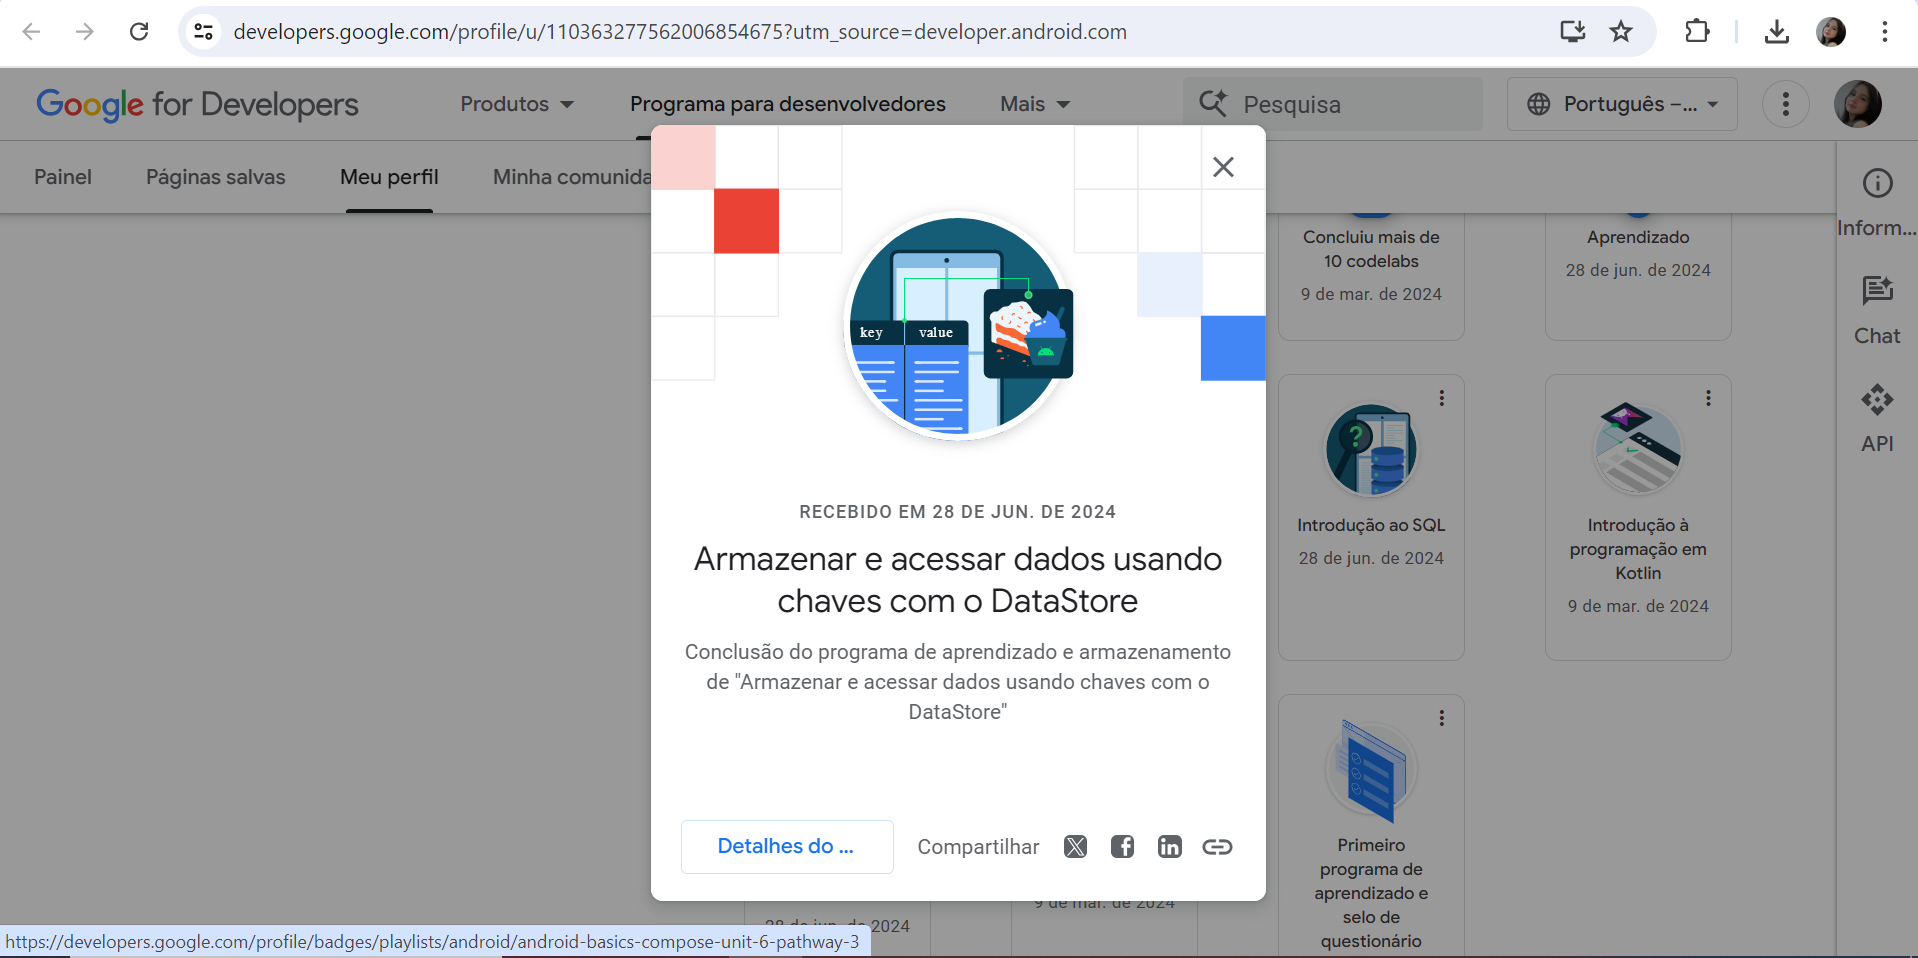 developers.google.com/profile/u/110363277562006854675?utm_source=developer.android.com
Google for Developers
Produtos
Programa para desenvolvedores
Mais
Pesquisa
Português –...
Painel
Páginas salvas
Meu perfil
Minha comunida
Inform...
Chat
API
key
value
RECEBIDO EM 28 DE JUN. DE 2024
Armazenar e acessar dados usando
chaves com o DataStore
Conclusão do programa de aprendizado e armazenamento
de "Armazenar e acessar dados usando chaves com o
DataStore"
Detalhes do ...
Compartilhar
Concluiu mais de
10 codelabs
9 de mar. de 2024
Aprendizado
28 de jun. de 2024
Introdução ao SQL
28 de jun. de 2024
Introdução à
programação em
Kotlin
9 de mar. de 2024
Primeiro
programa de
aprendizado e
selo de
questionário
28 de jun. de 2024
9 de mar. de 2024
https://developers.google.com/profile/badges/playlists/android/android-basics-compose-unit-6-pathway-3